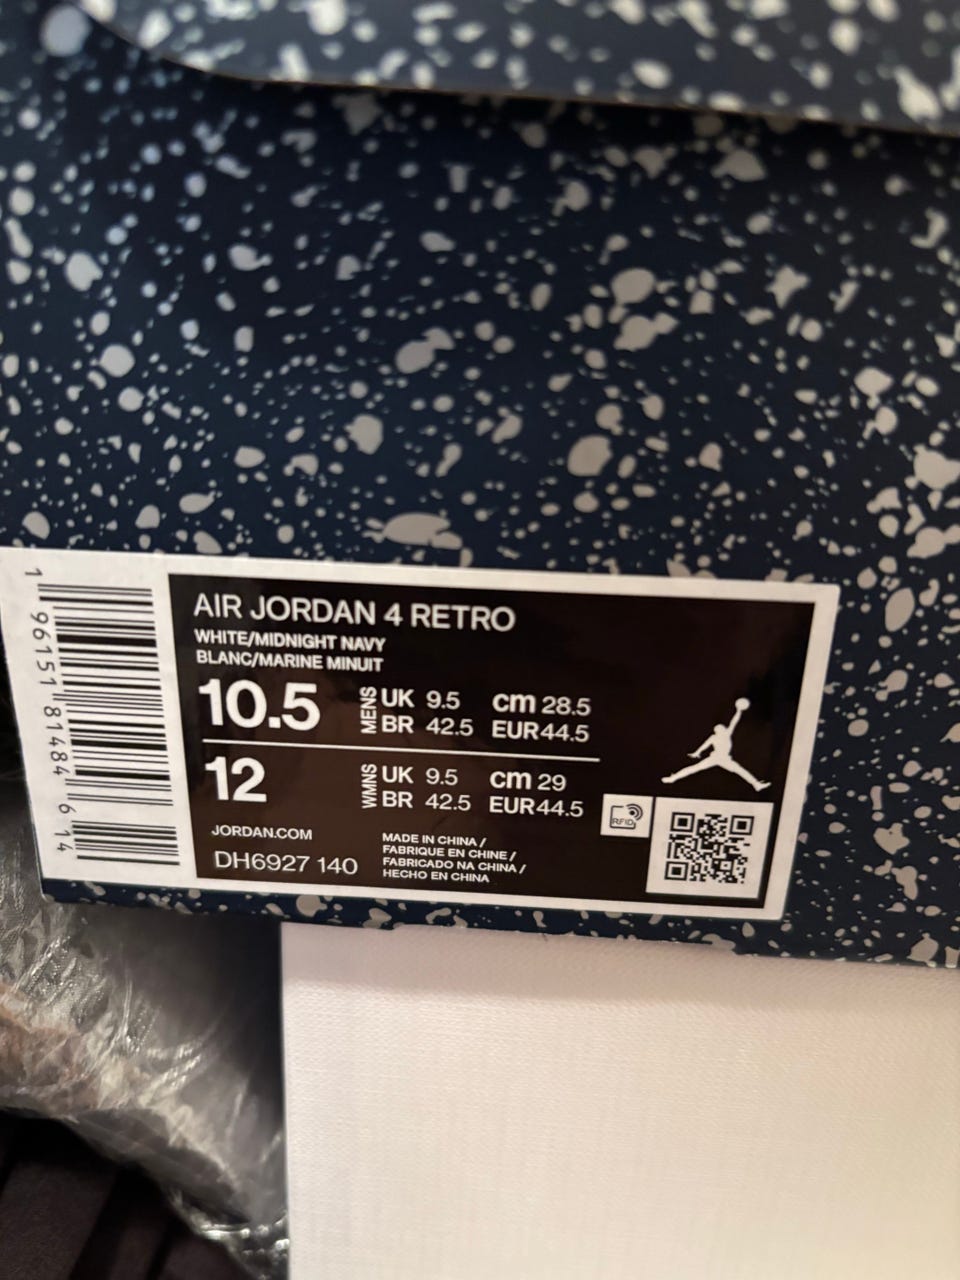 AIR JORDAN 4 RETRO
WHITE/MIDNIGHT NAVY
BLANC/MARINE MINUIT
10.5 MENS UK 9.5 cm 28.5
BR 42.5 EUR 44.5
12 WMNS UK 9.5 cm 29
BR 42.5 EUR 44.5
RFID
JORDAN.COM
DH6927 140
MADE IN CHINA /
FABRIQUE EN CHINE /
FABRICADO NA CHINA /
HECHO EN CHINA
1 96151 81484 6 14